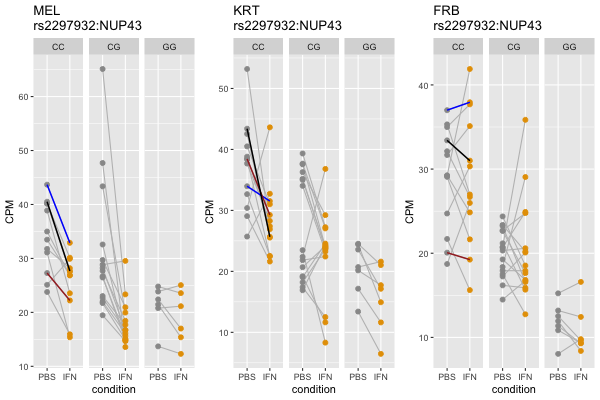 MEL
rs2297932:NUP43
CC CG GG
CPM
60
50
40
30
20
10
PBS IFN PBS IFN PBS IFN
condition
KRT
rs2297932:NUP43
CC CG GG
CPM
50
40
30
20
10
PBS IFN PBS IFN PBS IFN
condition
FRB
rs2297932:NUP43
CC CG GG
CPM
40
30
20
10
PBS IFN PBS IFN PBS IFN
condition